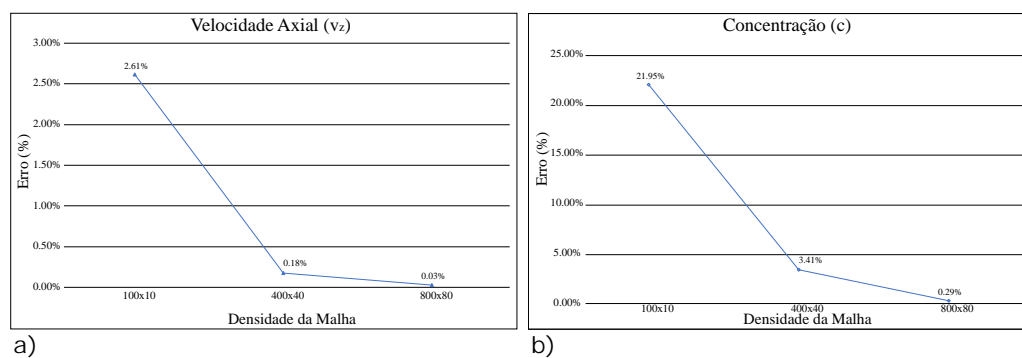 Velocidade Axial (vz)
3.00%
2.61%
2.50%
2.00%
1.50%
1.00%
0.50%
0.18%
0.03%
0.00%
100x10 400x40 800x80
Erro (%)
Densidade da Malha
a)
Concentração (c)
25.00%
21.95%
20.00%
15.00%
10.00%
5.00%
3.41%
0.29%
0.00%
100x10 400x40 800x80
Erro (%)
Densidade da Malha
b)